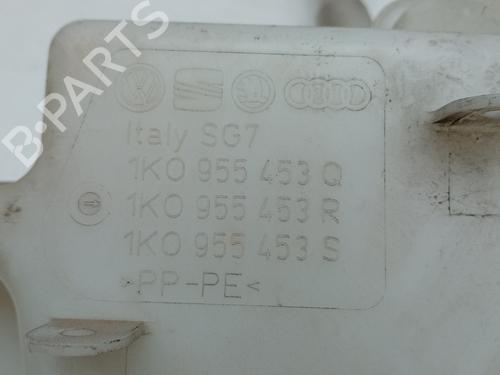 B-PARTS
Italy SG7
1K0 955 453 Q
1K0 955 453 R
1K0 955 453 S
>PP-PE<